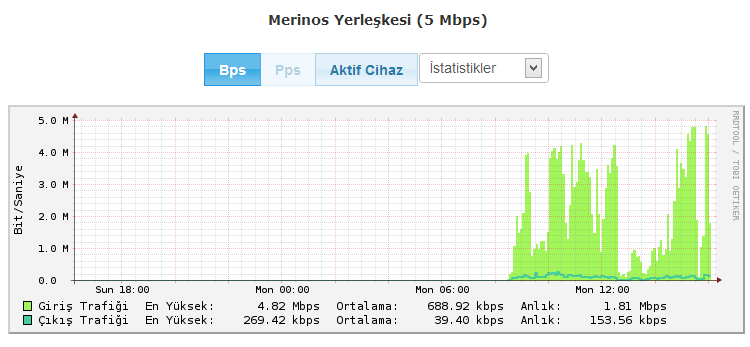 Merinos Yerleşkesi (5 Mbps)
Bps Pps Aktif Cihaz İstatistikler
5.0 M
4.0 M
3.0 M
2.0 M
1.0 M
0.0
Bit/Saniye
RRDTOOL / TOBI OETIKER
Sun 18:00 Mon 00:00 Mon 06:00 Mon 12:00
Giriş Trafiği En Yüksek: 4.82 Mbps Ortalama: 688.92 kbps Anlık: 1.81 Mbps
Çıkış Trafiği En Yüksek: 269.42 kbps Ortalama: 39.40 kbps Anlık: 153.56 kbps